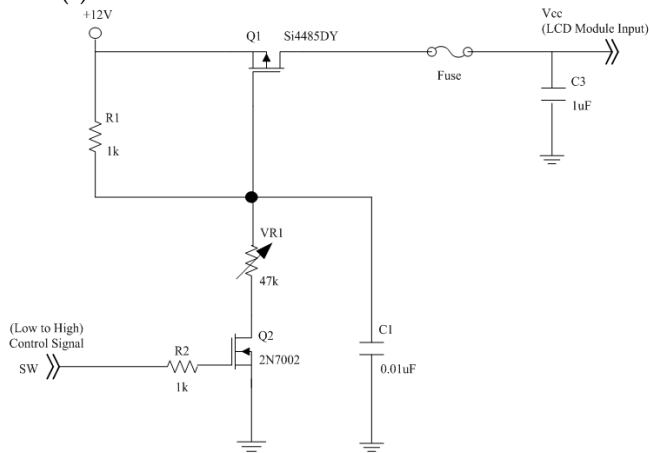 +12V
Q1
Si4485DY
Vcc
(LCD Module Input)
Fuse
C3
1uF
R1
1k
VR1
47k
(Low to High)
Control Signal
SW
R2
1k
Q2
2N7002
C1
0.01uF